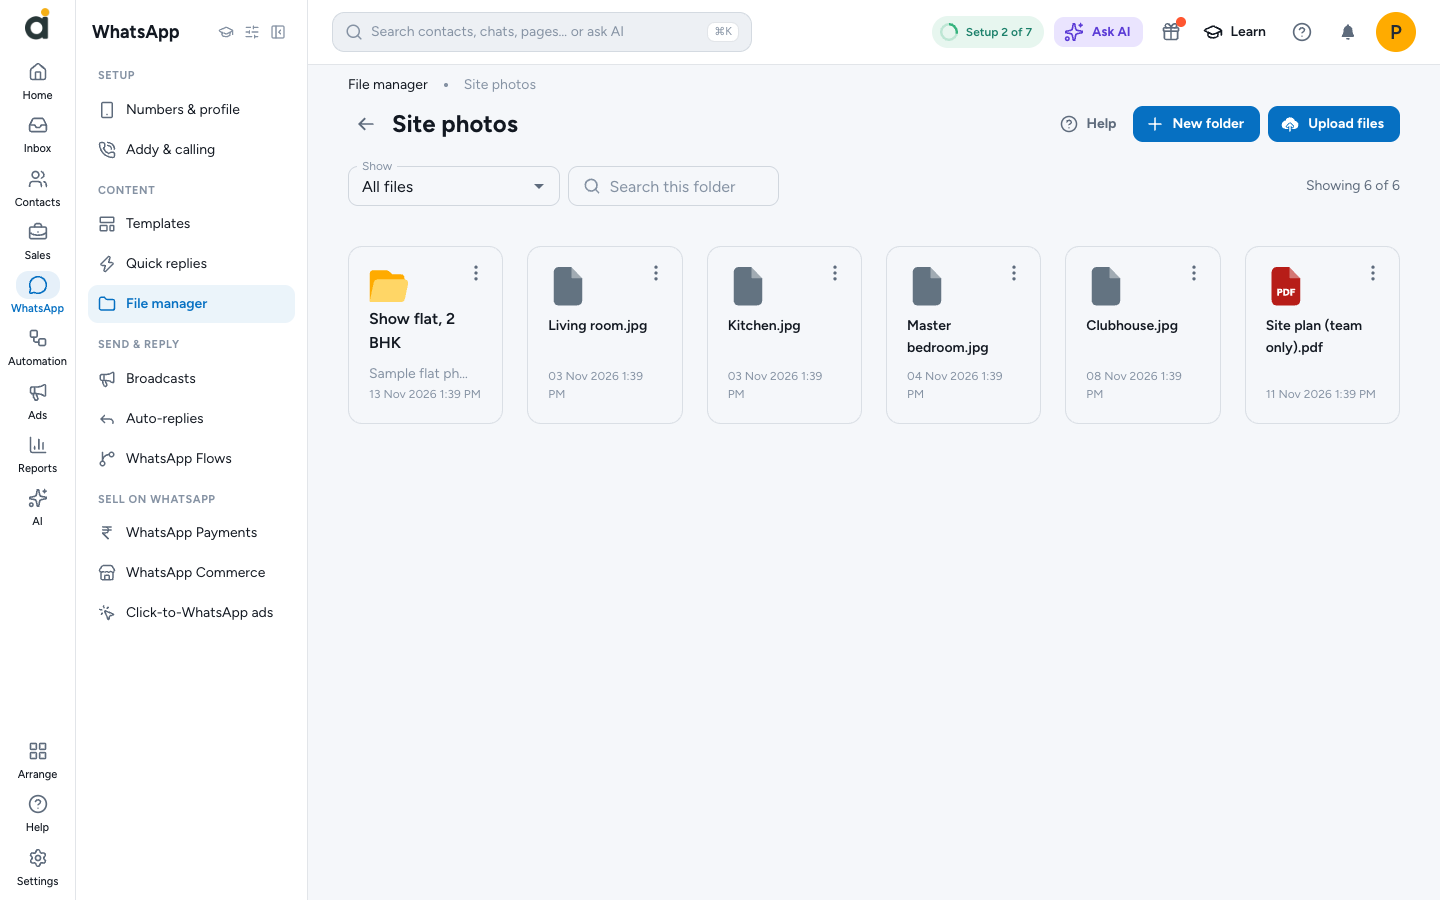 WhatsApp
Search contacts, chats, pages... or ask AI
⌘K
Setup 2 of 7
Ask AI
Learn
P
Home
Inbox
Contacts
Sales
WhatsApp
Automation
Ads
Reports
AI
Arrange
Help
Settings
SETUP
Numbers & profile
Addy & calling
CONTENT
Templates
Quick replies
File manager
SEND & REPLY
Broadcasts
Auto-replies
WhatsApp Flows
SELL ON WHATSAPP
WhatsApp Payments
WhatsApp Commerce
Click-to-WhatsApp ads
File manager • Site photos
Site photos
Help
New folder
Upload files
Show
All files
Search this folder
Showing 6 of 6
Show flat, 2
BHK
Sample flat ph...
13 Nov 2026 1:39 PM
Living room.jpg
03 Nov 2026 1:39
PM
Kitchen.jpg
03 Nov 2026 1:39
PM
Master
bedroom.jpg
04 Nov 2026 1:39
PM
Clubhouse.jpg
08 Nov 2026 1:39
PM
PDF
Site plan (team
only).pdf
11 Nov 2026 1:39 PM